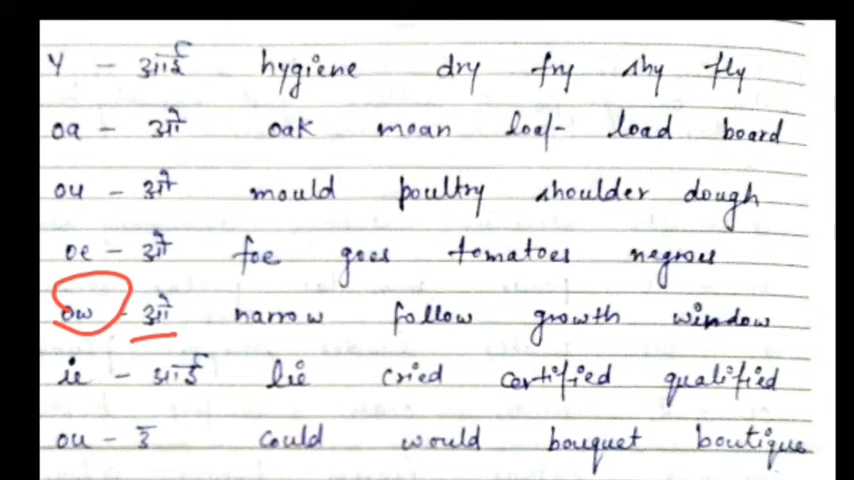 y - आई hygiene dry fry shy fly
oa - ओ oak moan loaf load board
ou - ओ mould poultry shoulder dough
oe - ओ foe goes tomatoes negroes
ow - ओ narrow follow growth window
ie - आई lie cried certified qualified
ou - उ could would bouquet boutique